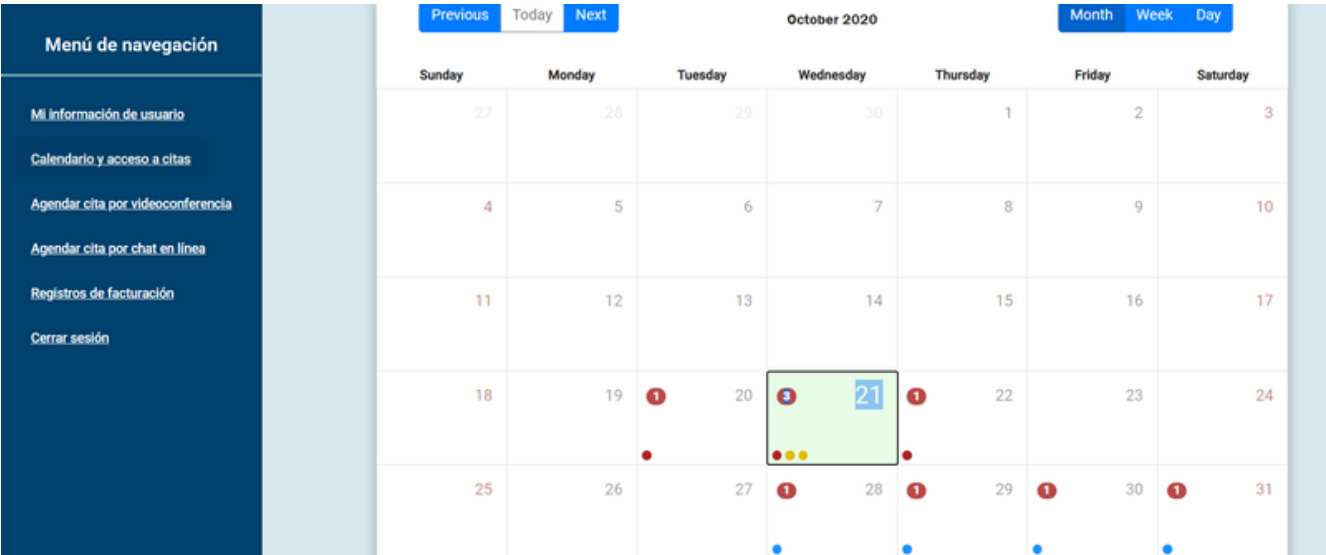 Previous Today Next October 2020 Month Week Day
Menú de navegación
Sunday Monday Tuesday Wednesday Thursday Friday Saturday
Mi información de usuario
Calendario y acceso a citas
Agendar cita por videoconferencia
Agendar cita por chat en línea
Registros de facturación
Cerrar sesión
27 28 29 30 1 2 3
4 5 6 7 8 9 10
11 12 13 14 15 16 17
18 19 1 20 3 21 1 22 23 24
25 26 27 1 28 1 29 1 30 1 31